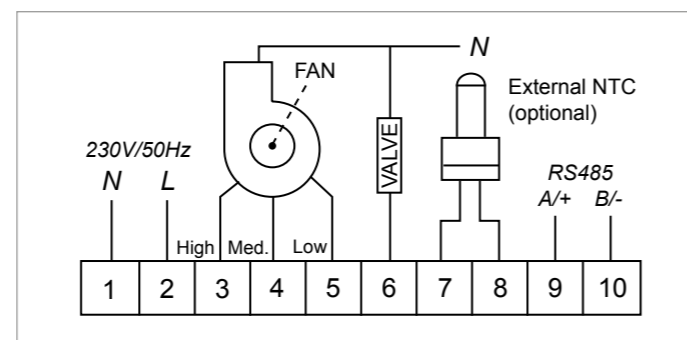 N
FAN
External NTC
(optional)
230V/50Hz
N L
VALVE
RS485
A/+ B/-
High Med. Low
1 2 3 4 5 6 7 8 9 10